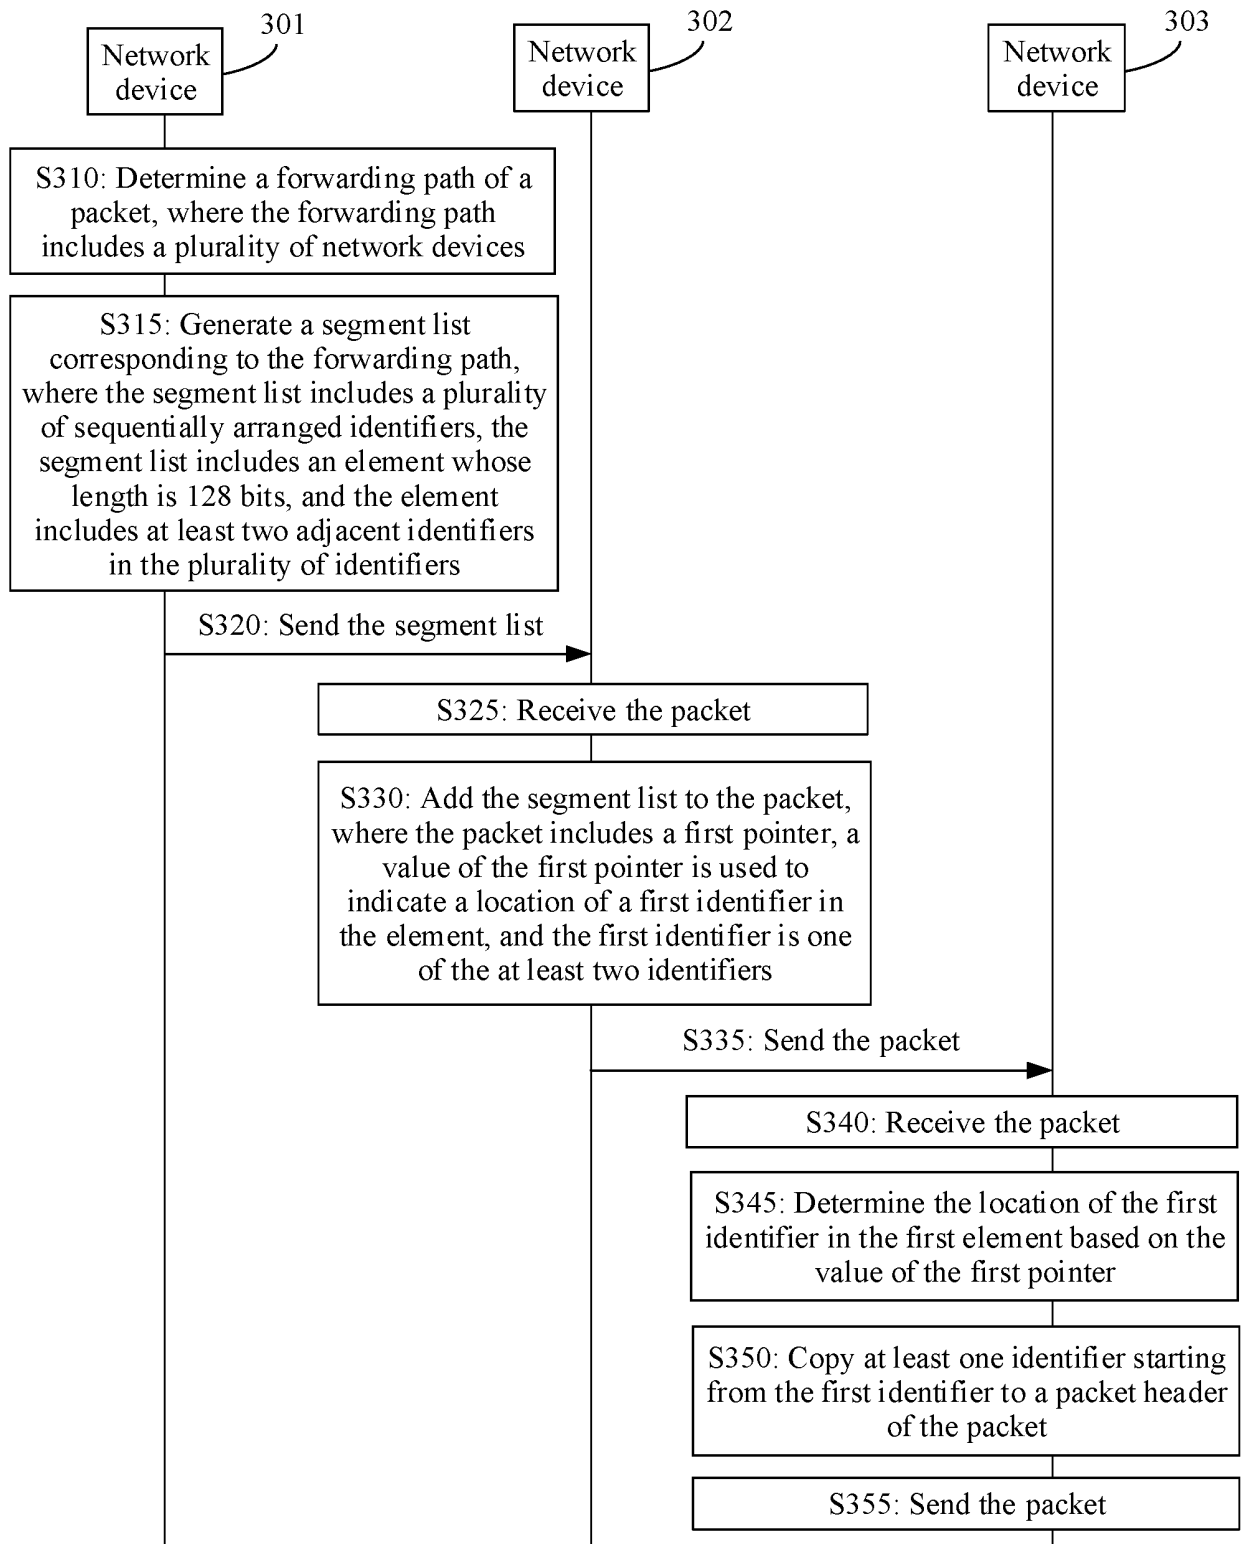 301
302
303
Network
device
Network
device
Network
device
S310: Determine a forwarding path of a
packet, where the forwarding path
includes a plurality of network devices
S315: Generate a segment list
corresponding to the forwarding path,
where the segment list includes a plurality
of sequentially arranged identifiers, the
segment list includes an element whose
length is 128 bits, and the element
includes at least two adjacent identifiers
in the plurality of identifiers
S320: Send the segment list
S325: Receive the packet
S330: Add the segment list to the packet,
where the packet includes a first pointer, a
value of the first pointer is used to
indicate a location of a first identifier in
the element, and the first identifier is one
of the at least two identifiers
S335: Send the packet
S340: Receive the packet
S345: Determine the location of the first
identifier in the first element based on the
value of the first pointer
S350: Copy at least one identifier starting
from the first identifier to a packet header
of the packet
S355: Send the packet